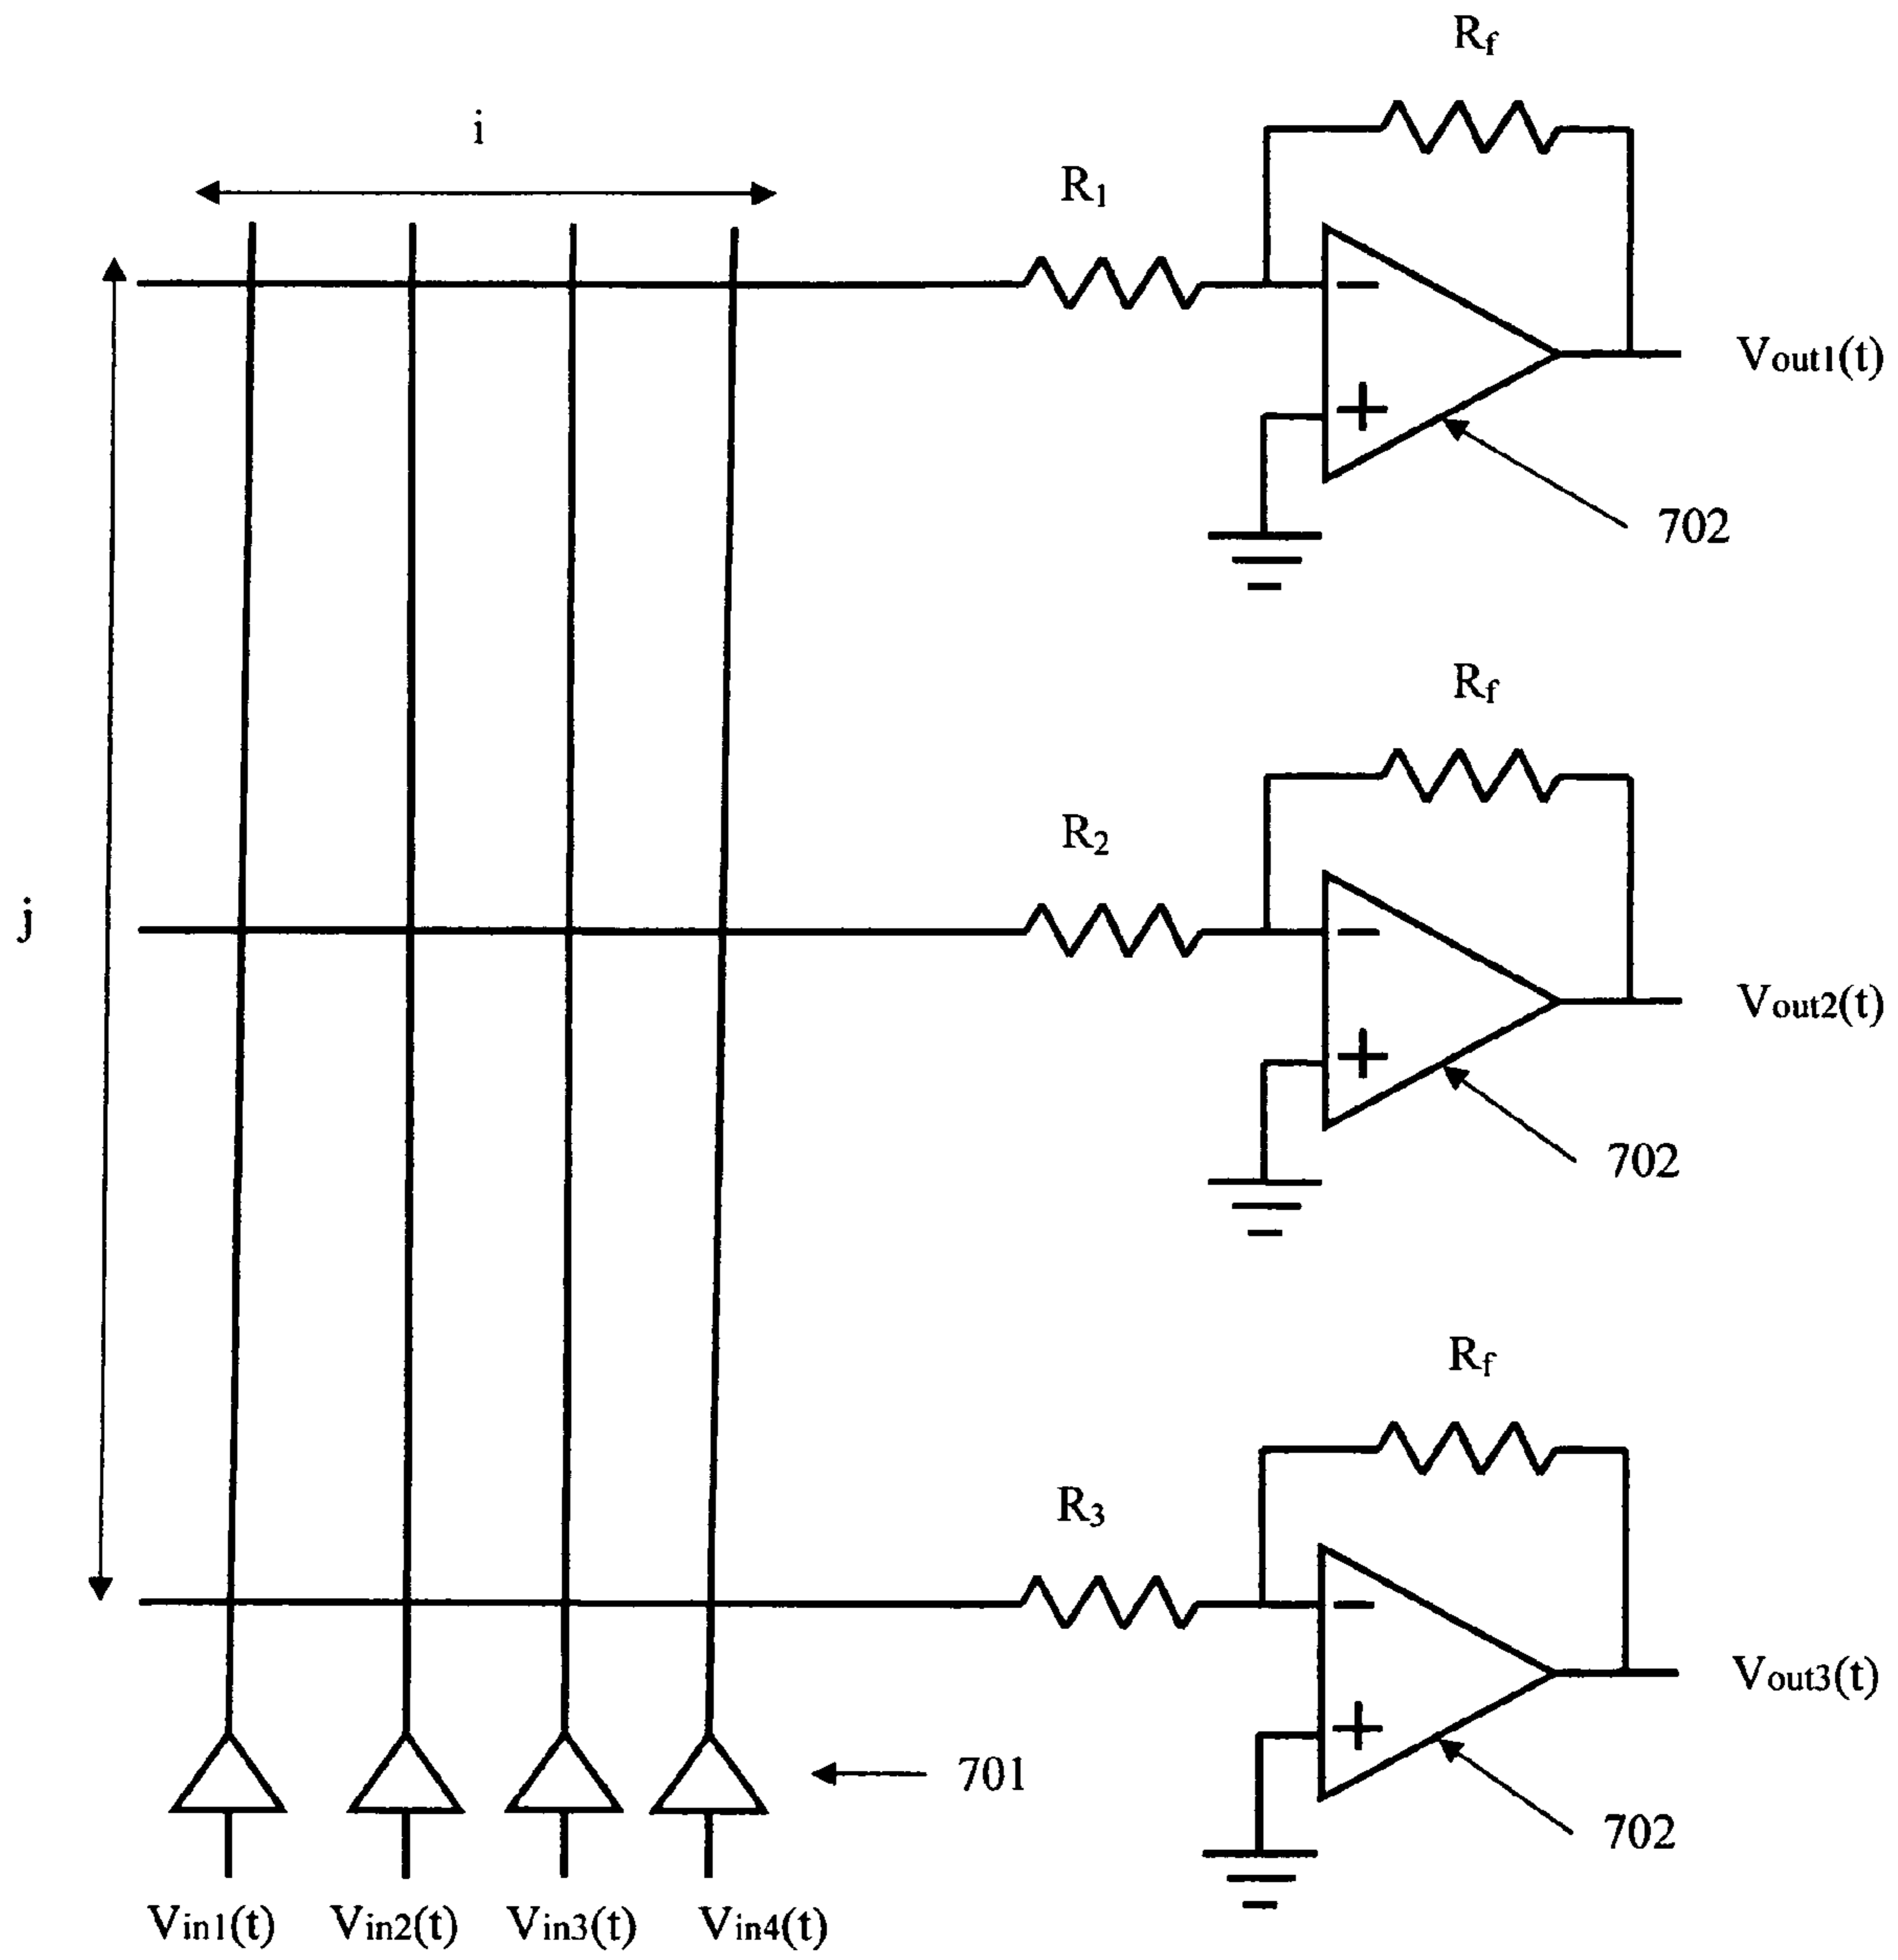 Rf
i
R1
−
+
Vout1(t)
702
Rf
R2
j
−
+
Vout2(t)
702
Rf
R3
−
+
Vout3(t)
701
702
Vin1(t) Vin2(t) Vin3(t) Vin4(t)